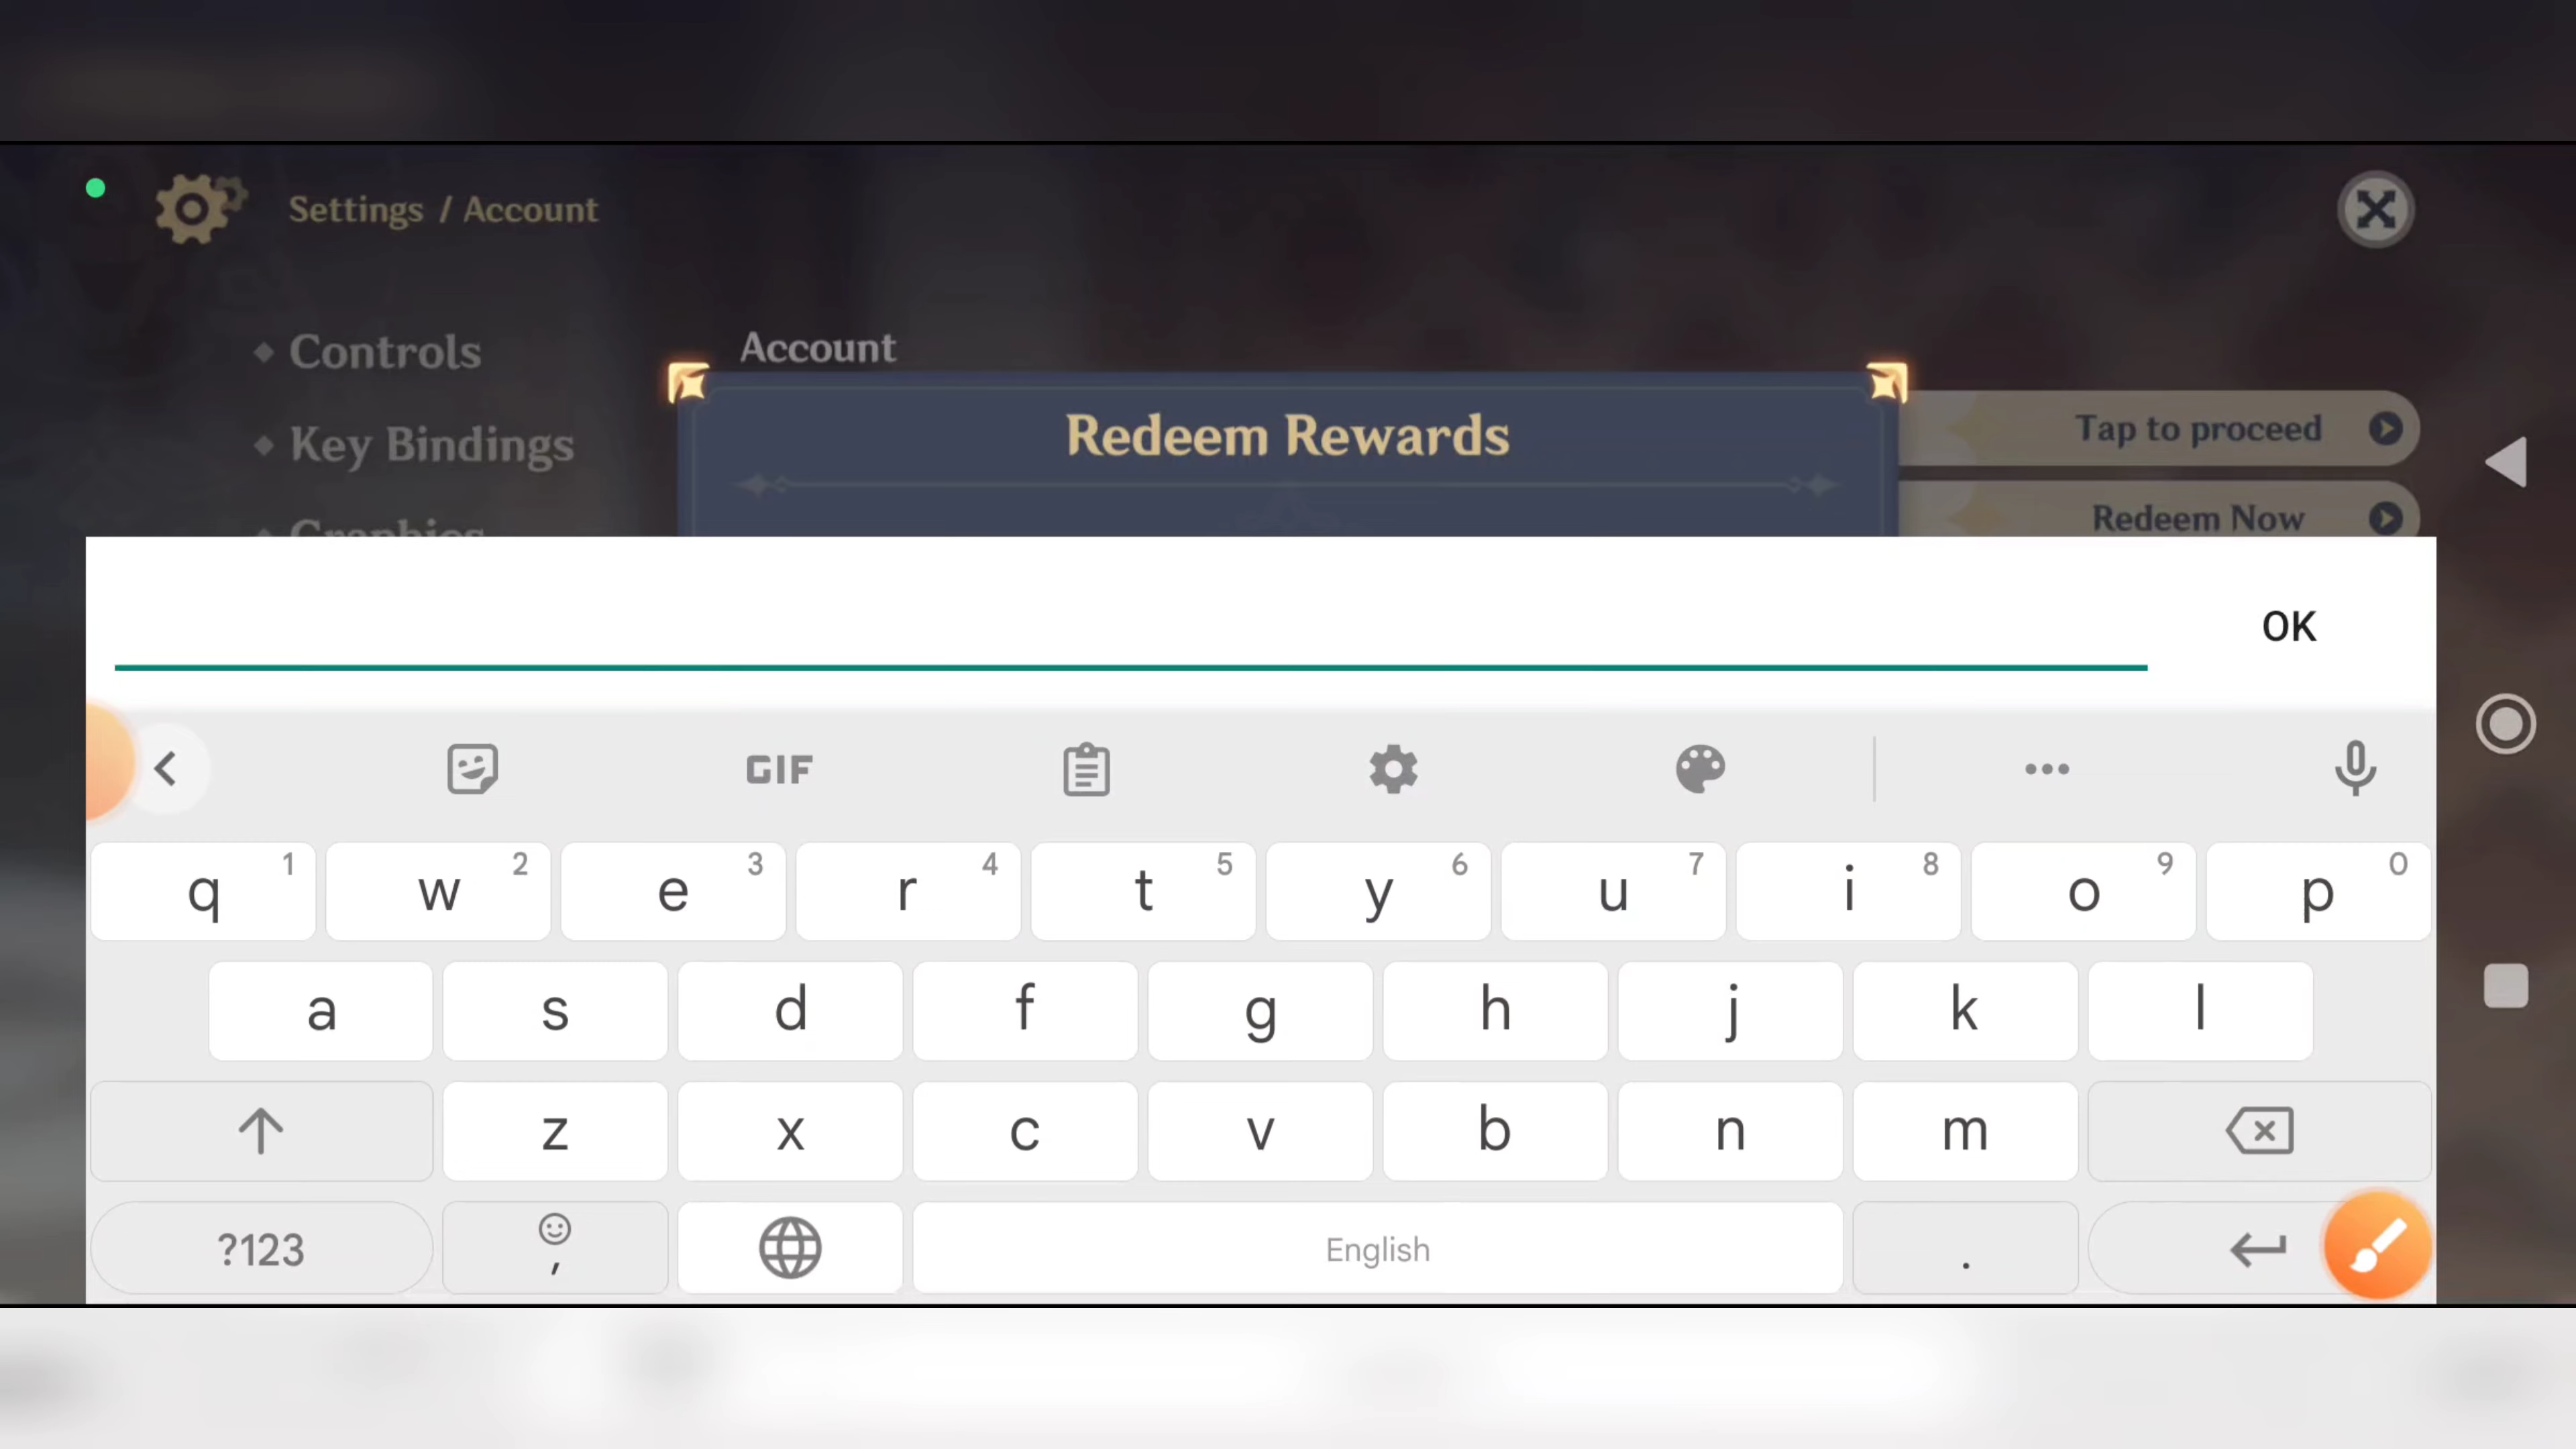 Settings / Account
Controls
Account
Key Bindings
Redeem Rewards
Tap to proceed
Graphics
Redeem Now
OK
GIF
q 1 w 2 e 3 r 4 t 5 y 6 u 7 i 8 o 9 p 0
a s d f g h j k l
z x c v b n m
?123 , English .